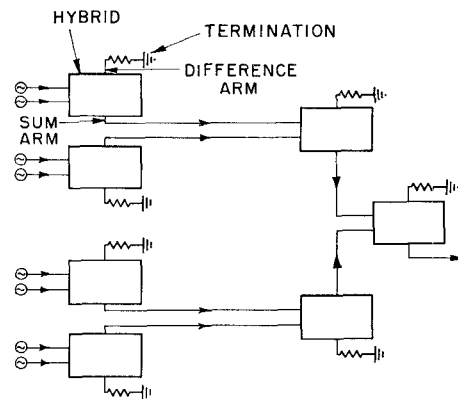 HYBRID
TERMINATION
DIFFERENCE
ARM
SUM
ARM